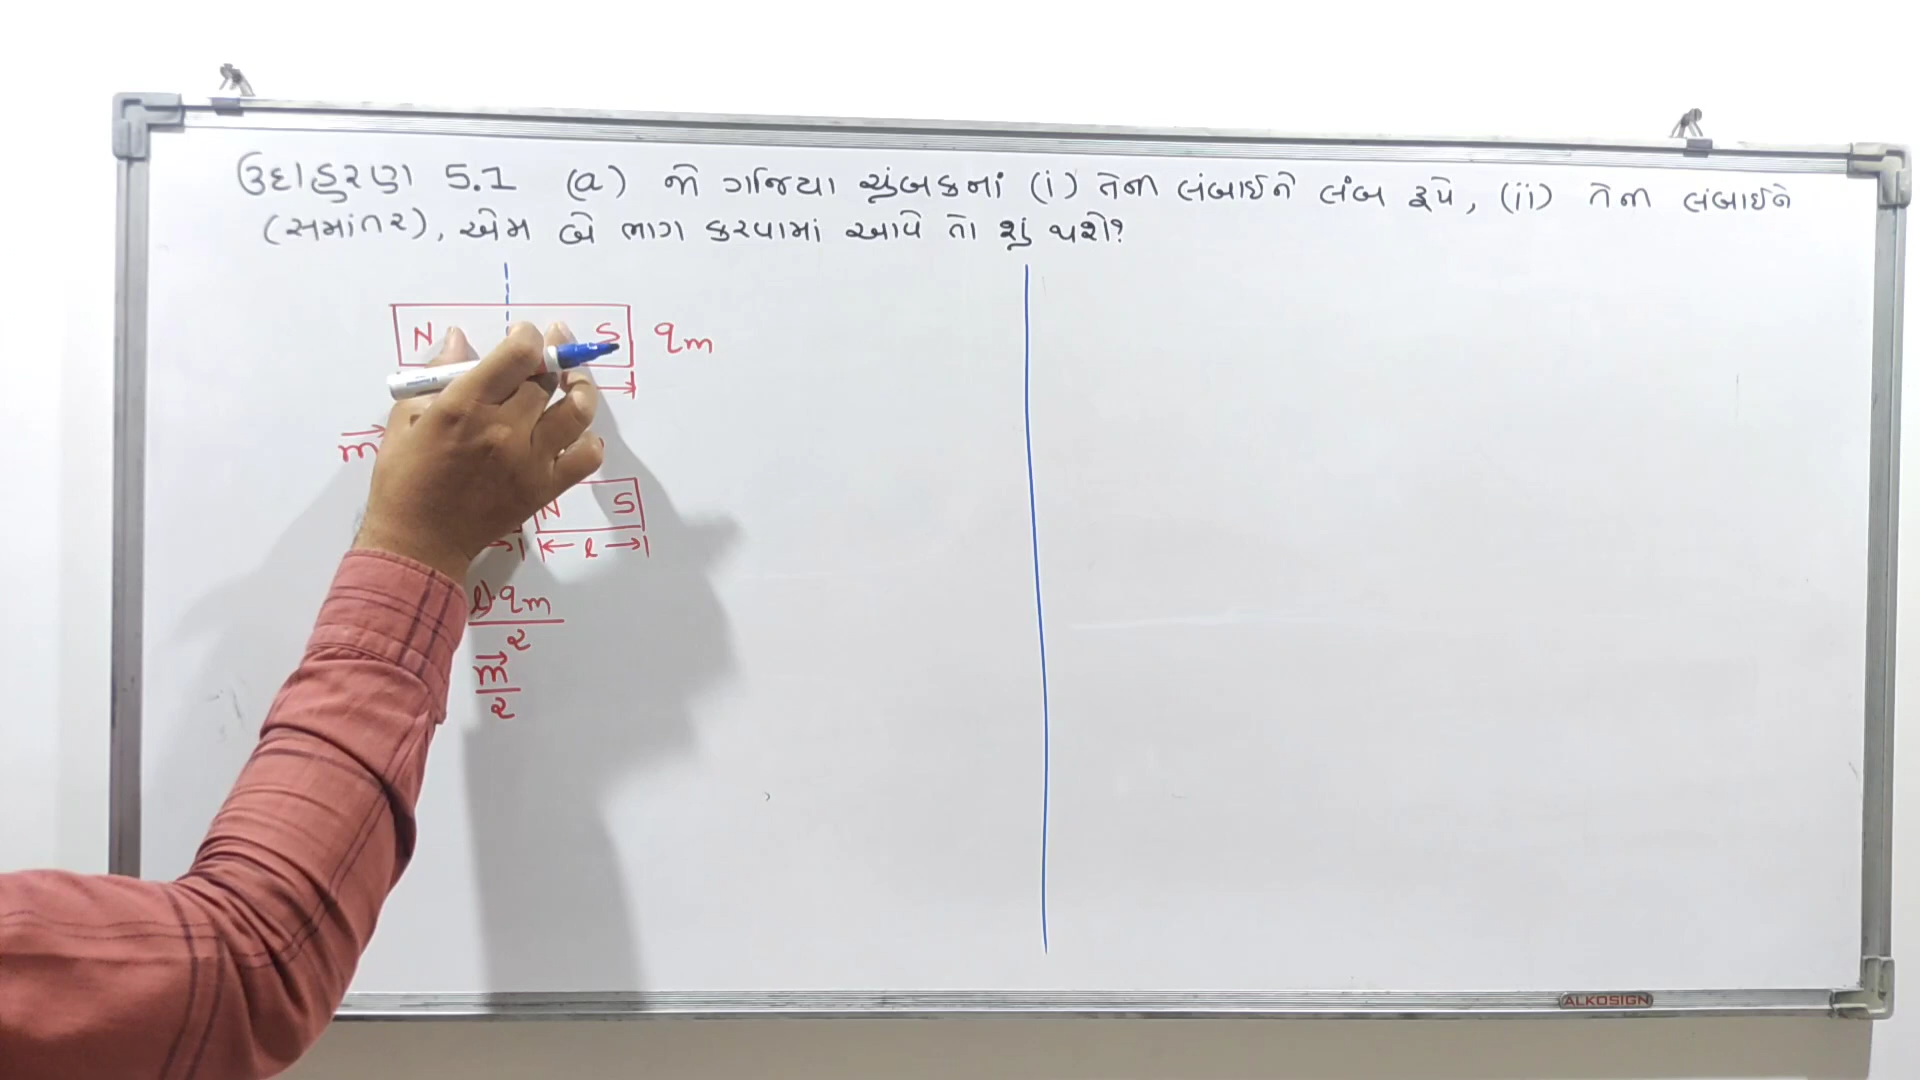 ઉદાહરણ 5.1 (a) જો ગજિયા ચુંબકનાં (i) તેની લંબાઈને લંબ રૂપે, (ii) તેની લંબાઈને
(સમાંતર), એમ બે ભાગ કરવામાં આવે તો શું થશે?
N S qm
m
N S
l
l)·qm
2
m
2
ALKOSIGN